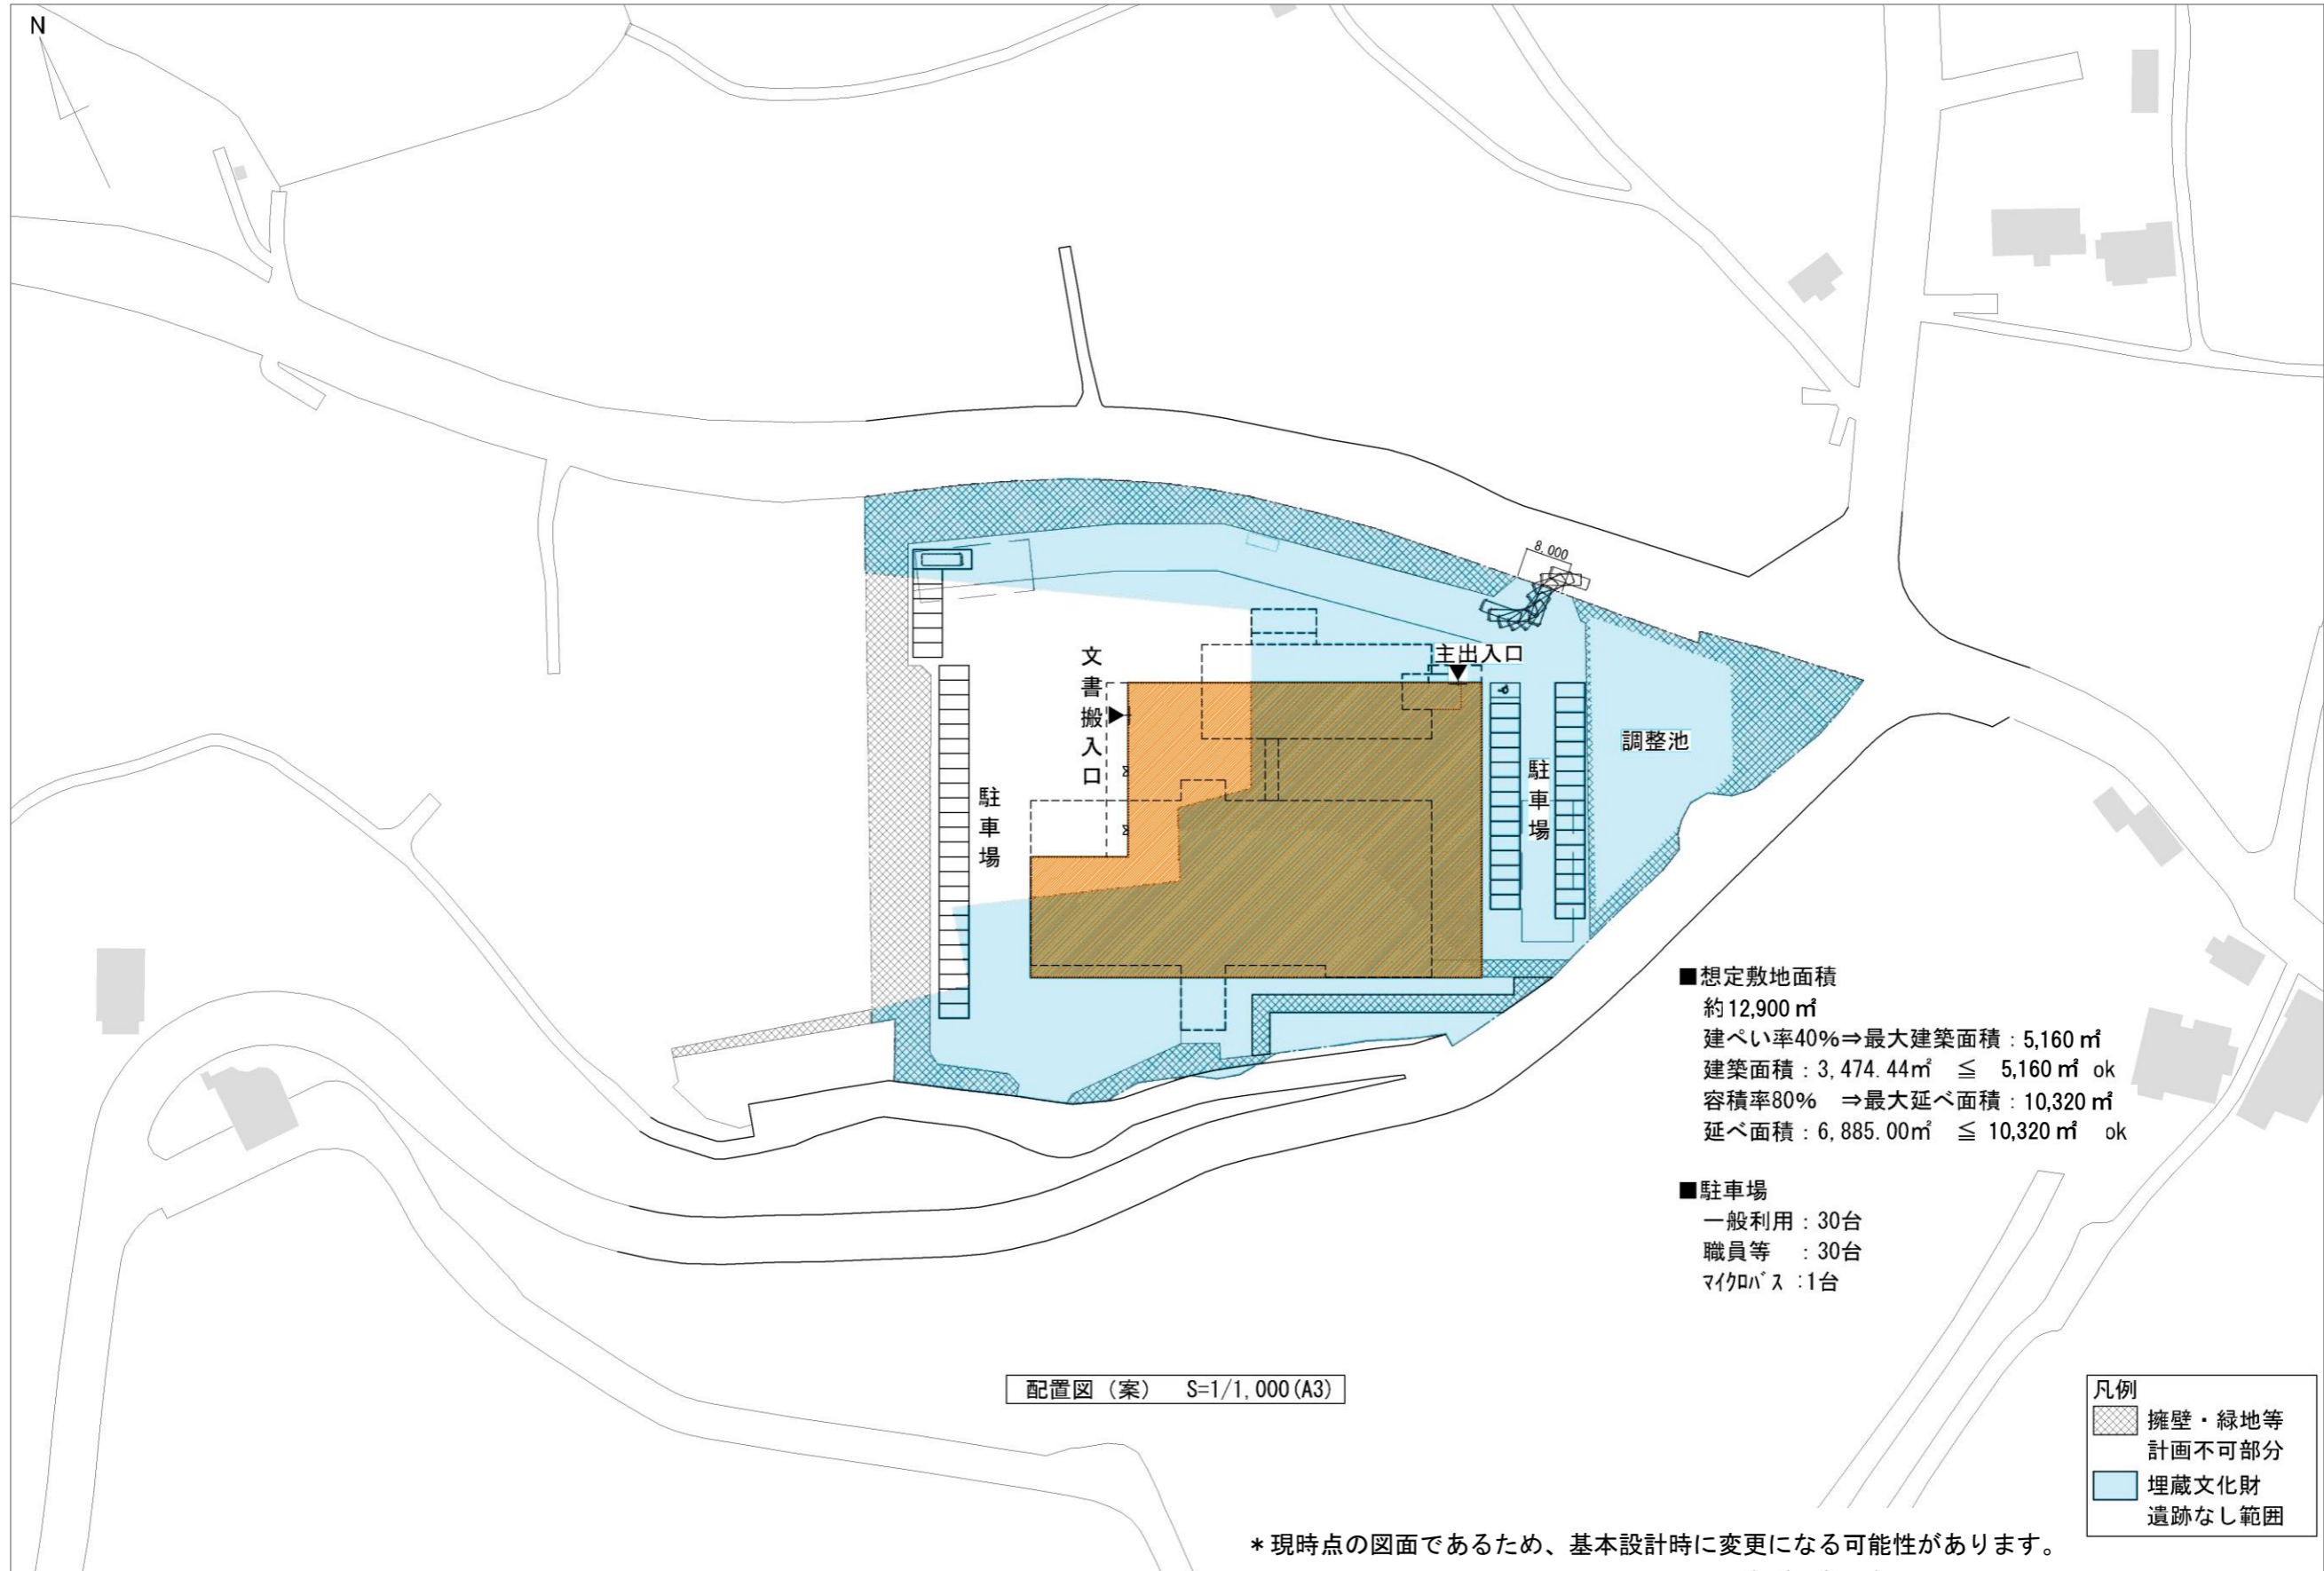 N
8,000
主出入口
文書搬入口
調整池
駐車場
駐車場
■想定敷地面積
約12,900㎡
建ぺい率40%⇒最大建築面積：5,160㎡
建築面積：3,474.44㎡ ≦ 5,160㎡ ok
容積率80% ⇒最大延べ面積：10,320㎡
延べ面積：6,885.00㎡ ≦ 10,320㎡ ok
■駐車場
一般利用：30台
職員等 ：30台
ﾏｲｸﾛﾊﾞｽ：1台
配置図（案） S=1/1,000(A3)
凡例
擁壁・緑地等
計画不可部分
埋蔵文化財
遺跡なし範囲
＊現時点の図面であるため、基本設計時に変更になる可能性があります。